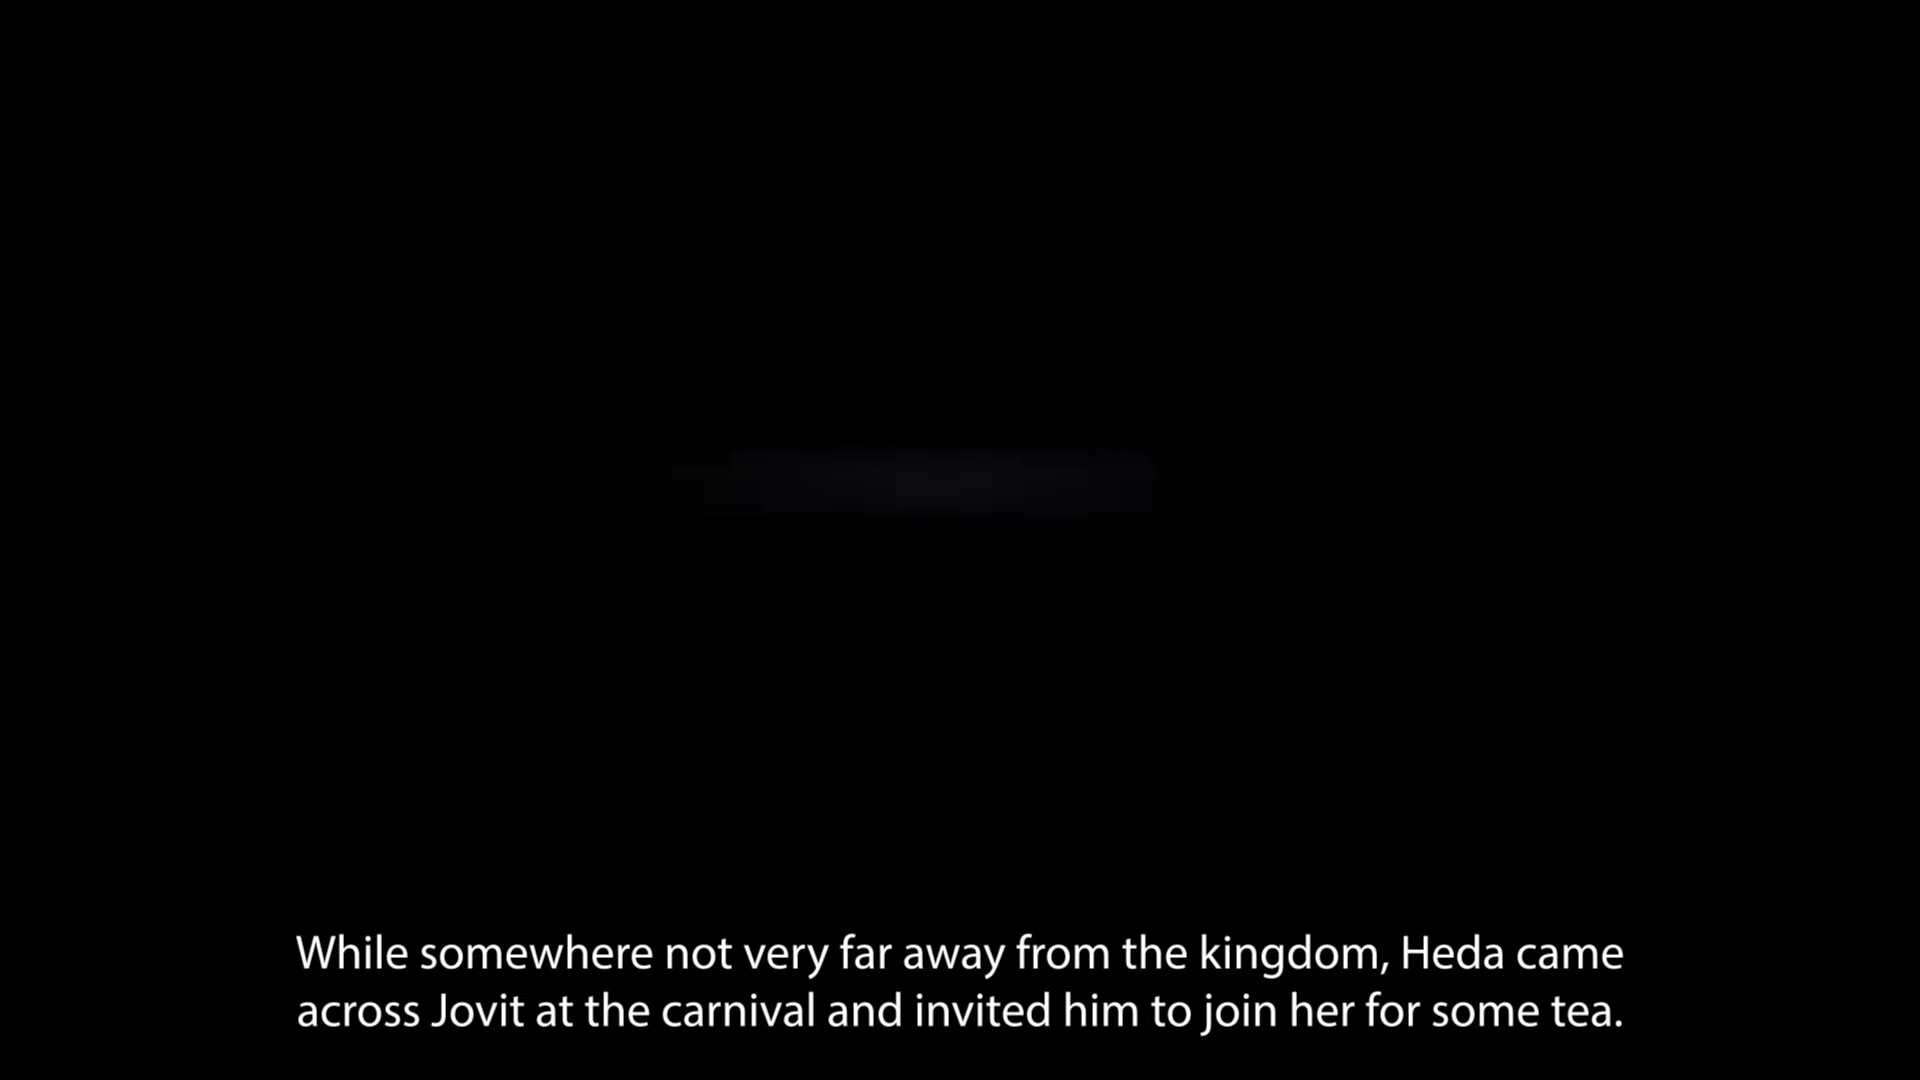 While somewhere not very far away from the kingdom, Heda came
across Jovit at the carnival and invited him to join her for some tea.